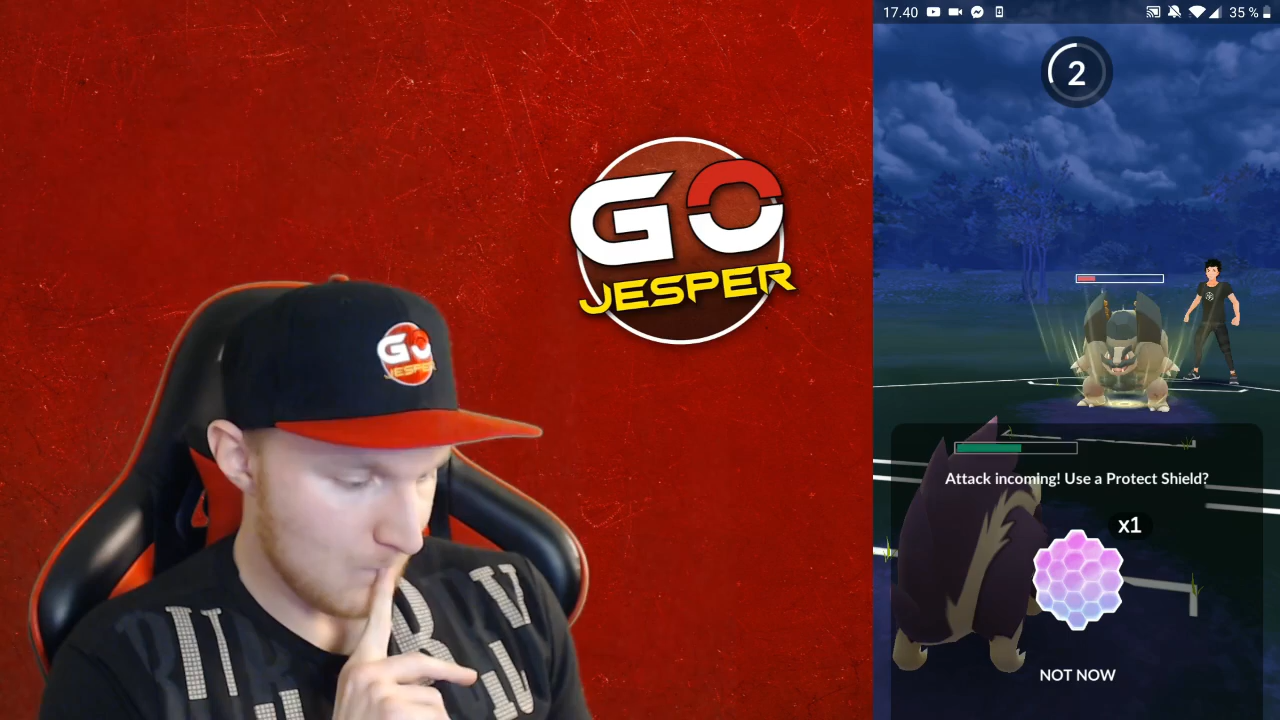 17.40
35 %
2
GO
JESPER
GO
JESPER
Attack incoming! Use a Protect Shield?
x1
NOT NOW